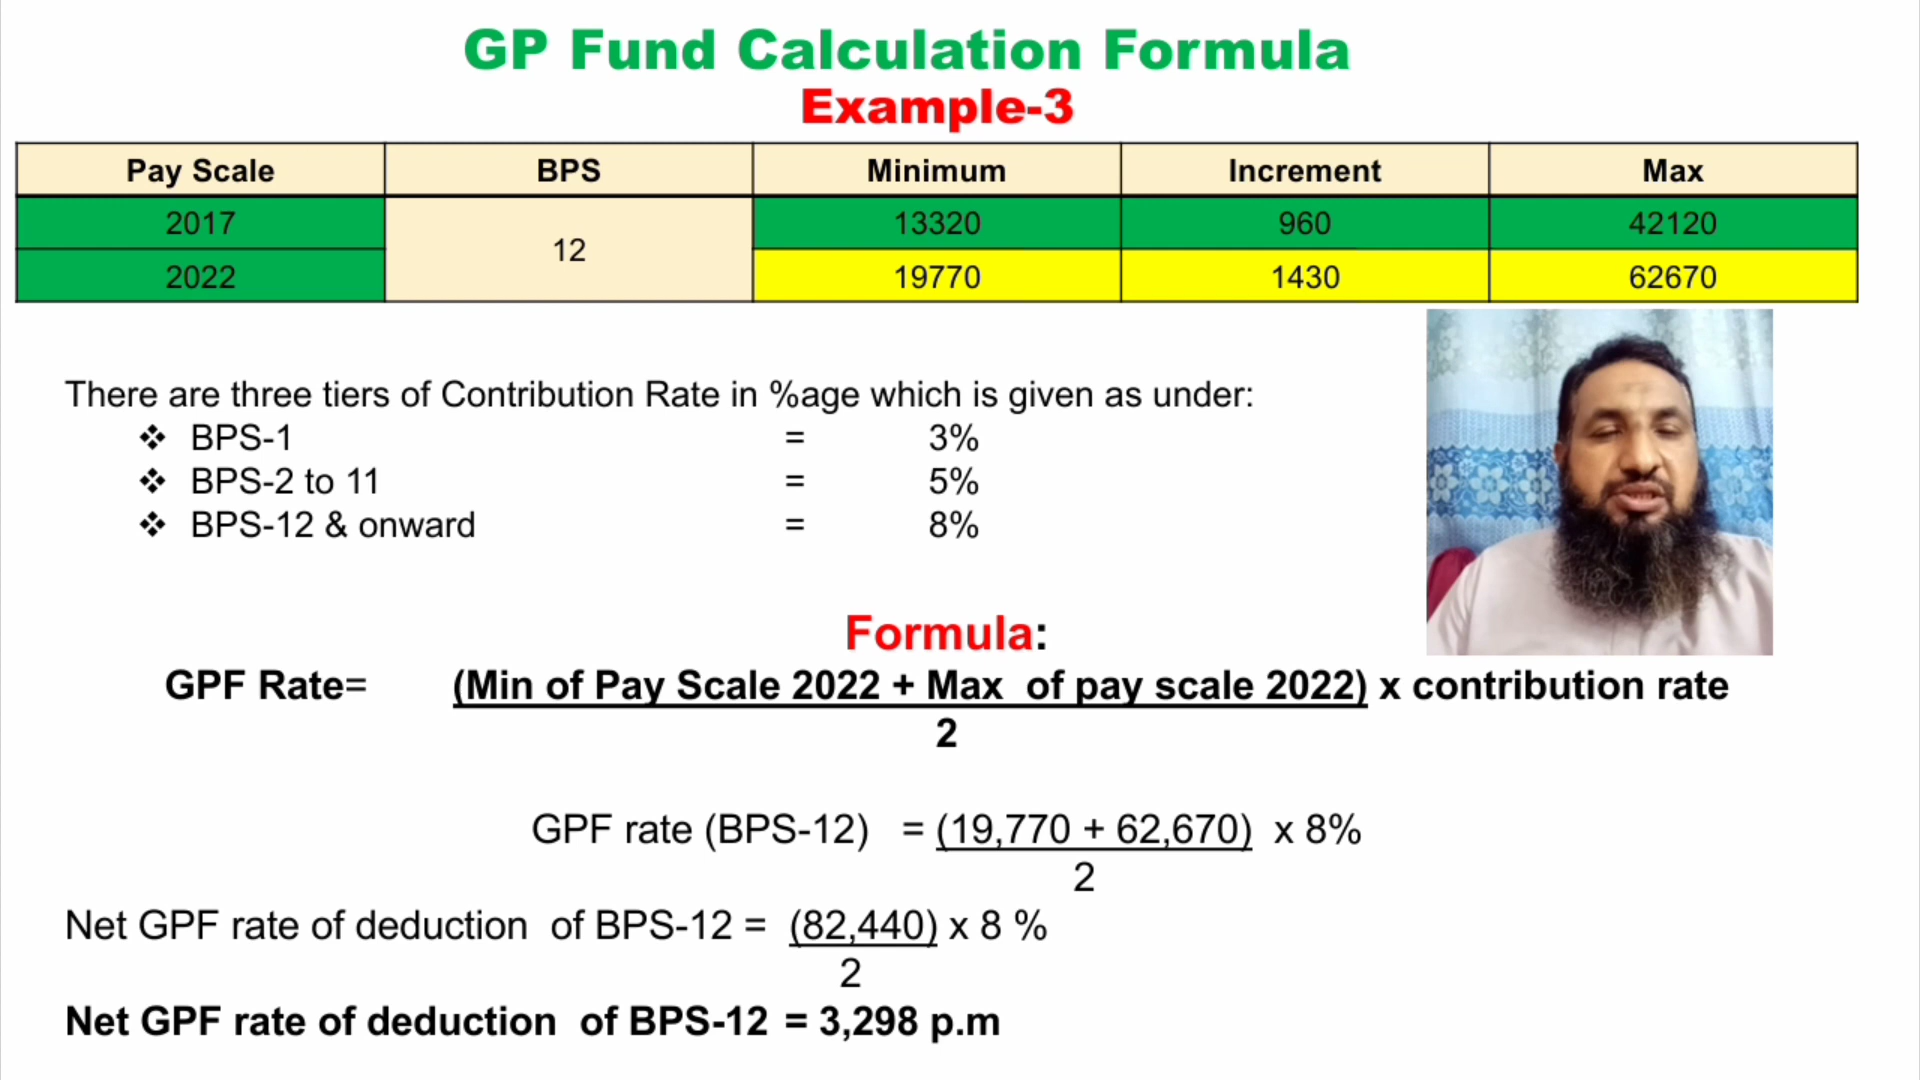 GP Fund Calculation Formula
Example-3
Pay Scale BPS Minimum Increment Max
2017 12 13320 960 42120
2022 19770 1430 62670
There are three tiers of Contribution Rate in %age which is given as under:
❖ BPS-1 = 3%
❖ BPS-2 to 11 = 5%
❖ BPS-12 & onward = 8%
Formula:
GPF Rate= (Min of Pay Scale 2022 + Max of pay scale 2022) x contribution rate
2
GPF rate (BPS-12) = (19,770 + 62,670) x 8%
2
Net GPF rate of deduction of BPS-12 = (82,440) x 8 %
2
Net GPF rate of deduction of BPS-12 = 3,298 p.m